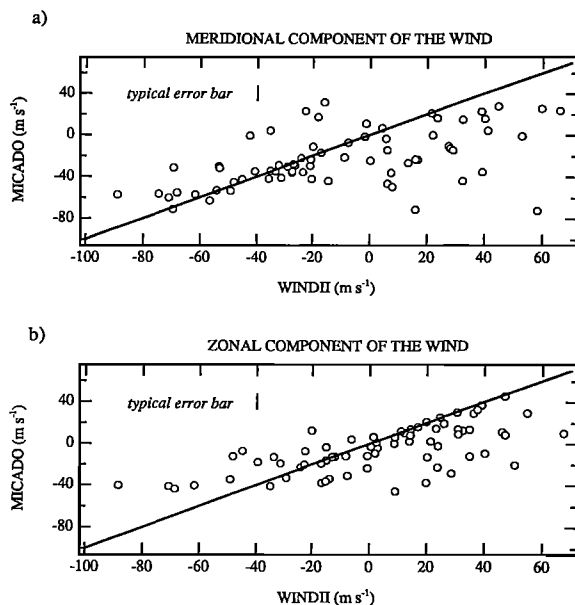 a)
MERIDIONAL COMPONENT OF THE WIND
typical error bar
MICADO (m s⁻¹)
40
0
-40
-80
-100 -80 -60 -40 -20 0 20 40 60
WINDII (m s⁻¹)
b)
ZONAL COMPONENT OF THE WIND
typical error bar
MICADO (m s⁻¹)
40
0
-40
-80
-100 -80 -60 -40 -20 0 20 40 60
WINDII (m s⁻¹)